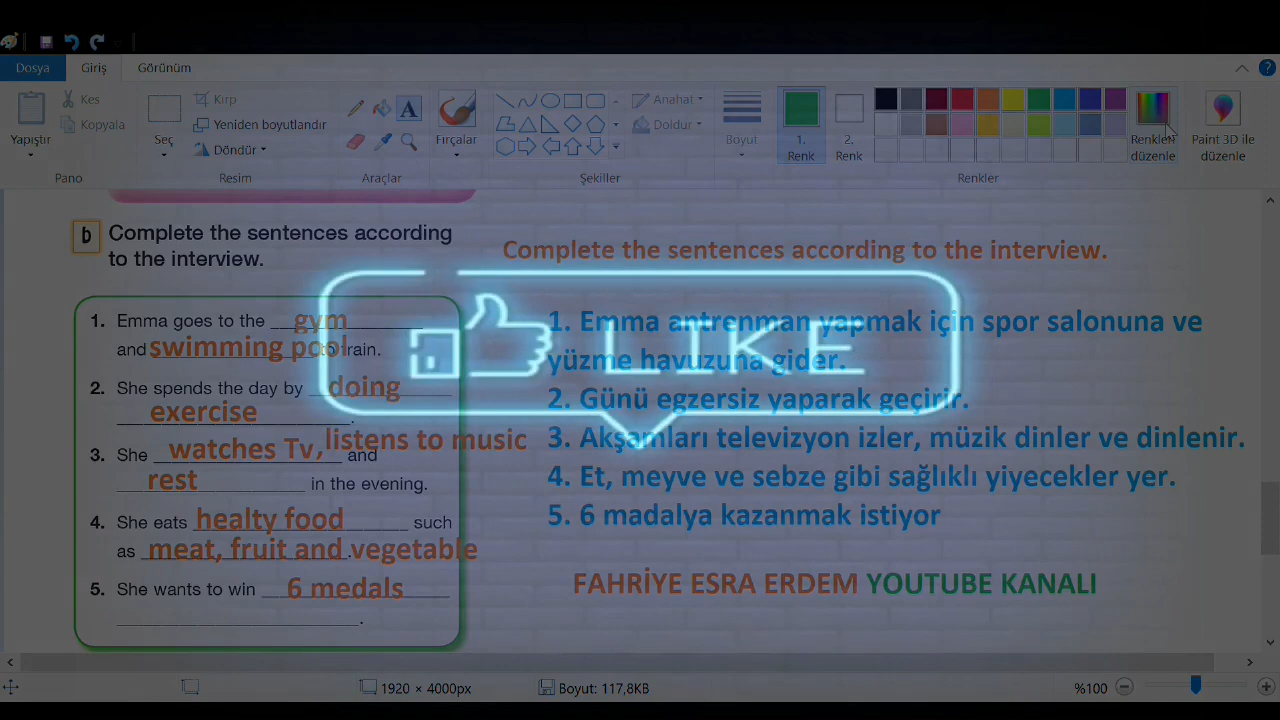 Dosya Giriş Görünüm
Yapıştır
Kes
Kopyala
Pano
Seç
Kırp
Yeniden boyutlandır
Döndür
Resim
A
Araçlar
Fırçalar
Anahat
Doldur
Şekiller
Boyut
1.
Renk
2.
Renk
Renkleri
düzenle
Paint 3D ile
düzenle
Renkler
b Complete the sentences according
to the interview.
1. Emma goes to the gym
and swimming pool to train.
2. She spends the day by doing
exercise.
3. She watches Tv, listens to music and
rest in the evening.
4. She eats healty food such
as meat, fruit and vegetable.
5. She wants to win 6 medals
.
Complete the sentences according to the interview.
1. Emma antrenman yapmak için spor salonuna ve
yüzme havuzuna gider.
2. Günü egzersiz yaparak geçirir.
3. Akşamları televizyon izler, müzik dinler ve dinlenir.
4. Et, meyve ve sebze gibi sağlıklı yiyecekler yer.
5. 6 madalya kazanmak istiyor
FAHRİYE ESRA ERDEM YOUTUBE KANALI
LIKE
1920 × 4000px
Boyut: 117,8KB
%100